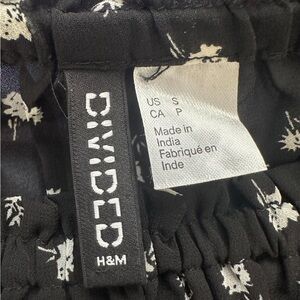 DIVIDED
H&M
US S
CA P
Made in
India
Fabriqué en
Inde